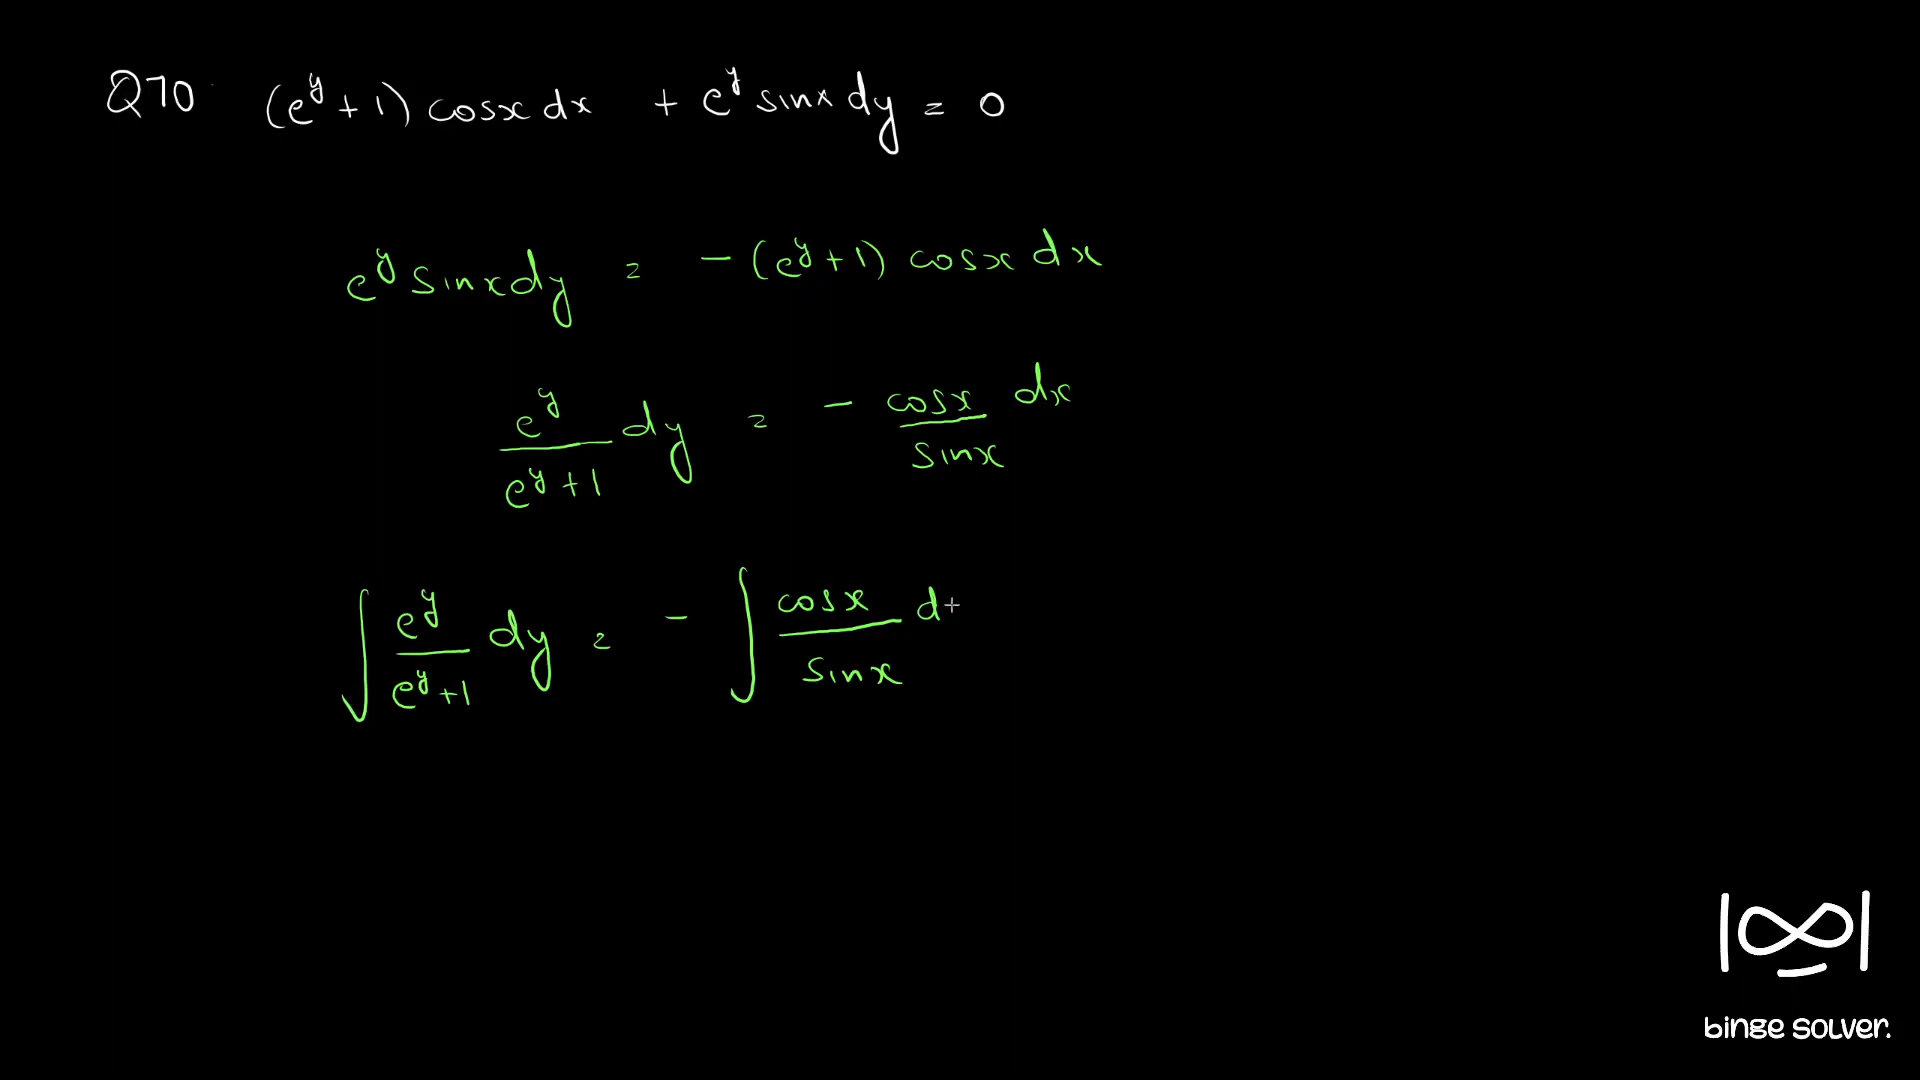 Q70 (e^y + 1) cosx dx + e^y sinx dy = 0
e^y sinx dy = - (e^y + 1) cosx dx
e^y/(e^y + 1) dy = - cosx/sinx dx
∫ e^y/(e^y + 1) dy = - ∫ cosx/sinx d
binge solver.